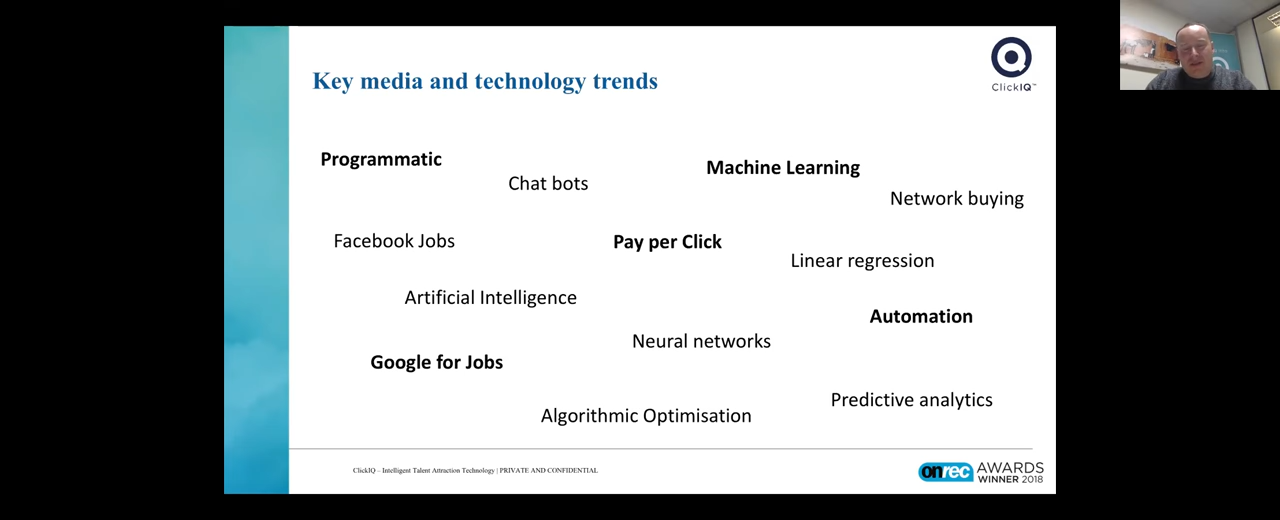 Key media and technology trends
ClickIQ™
Programmatic
Machine Learning
Chat bots
Network buying
Facebook Jobs
Pay per Click
Linear regression
Artificial Intelligence
Automation
Neural networks
Google for Jobs
Predictive analytics
Algorithmic Optimisation
ClickIQ – Intelligent Talent Attraction Technology | PRIVATE AND CONFIDENTIAL
onrec AWARDS
WINNER 2018